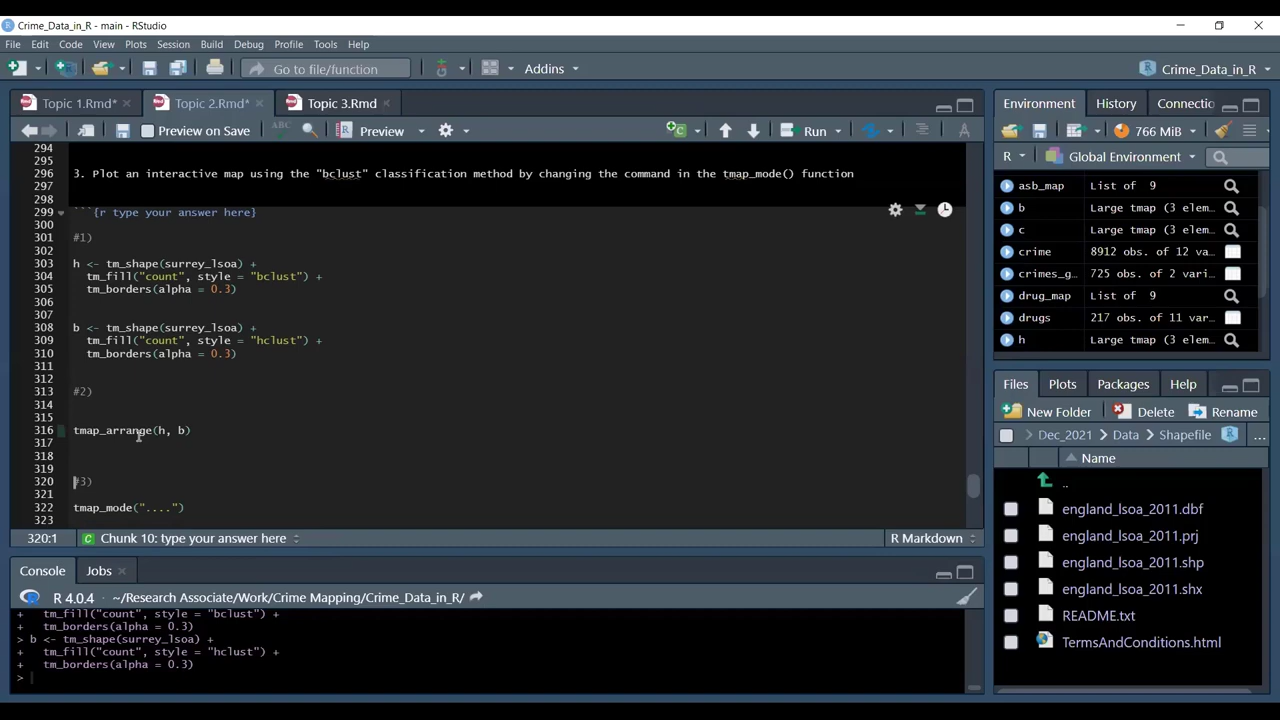 Crime_Data_in_R - main - RStudio
File Edit Code View Plots Session Build Debug Profile Tools Help
Go to file/function Addins Crime_Data_in_R
Topic 1.Rmd* Topic 2.Rmd* Topic 3.Rmd
Preview on Save ABC Preview Run
294
295
296 3. Plot an interactive map using the "bclust" classification method by changing the command in the tmap_mode() function
297
298
299 ```{r type your answer here}
300
301 #1)
302
303 h <- tm_shape(surrey_lsoa) +
304 tm_fill("count", style = "bclust") +
305 tm_borders(alpha = 0.3)
306
307
308 b <- tm_shape(surrey_lsoa) +
309 tm_fill("count", style = "hclust") +
310 tm_borders(alpha = 0.3)
311
312
313 #2)
314
315
316 tmap_arrange(h, b)
317
318
319
320 #3)
321
322 tmap_mode("....")
323
320:1 Chunk 10: type your answer here R Markdown
Console Jobs
R 4.0.4 · ~/Research Associate/Work/Crime Mapping/Crime_Data_in_R/
+ tm_fill("count", style = "bclust") +
+ tm_borders(alpha = 0.3)
> b <- tm_shape(surrey_lsoa) +
+ tm_fill("count", style = "hclust") +
+ tm_borders(alpha = 0.3)
>
Environment History Connectio
766 MiB
R Global Environment
asb_map List of 9
b Large tmap (3 elem…
c Large tmap (3 elem…
crime 8912 obs. of 12 var…
crimes_g… 725 obs. of 2 vari…
drug_map List of 9
drugs 217 obs. of 11 var…
h Large tmap (3 elem…
Files Plots Packages Help
New Folder Delete Rename
Dec_2021 Data Shapefile ...
Name
..
england_lsoa_2011.dbf
england_lsoa_2011.prj
england_lsoa_2011.shp
england_lsoa_2011.shx
README.txt
TermsAndConditions.html